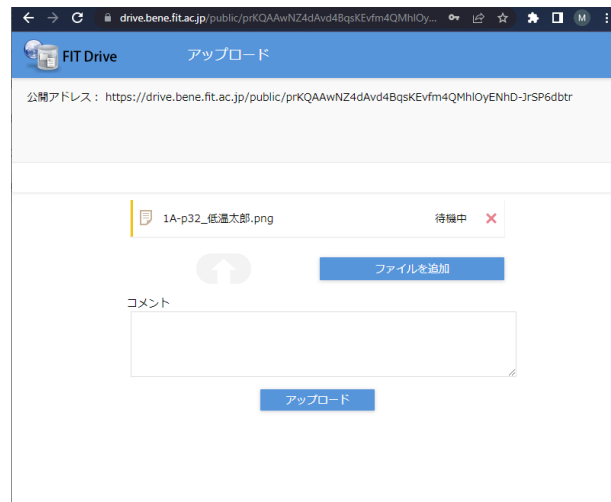 drive.bene.fit.ac.jp/public/prKQAAwNZ4dAvd4BqsKEvfm4QMhlOy...
M
FIT Drive
アップロード
公開アドレス： https://drive.bene.fit.ac.jp/public/prKQAAwNZ4dAvd4BqsKEvfm4QMhlOyENhD-JrSP6dbtr
1A-p32_低温太郎.png
待機中
ファイルを追加
コメント
アップロード